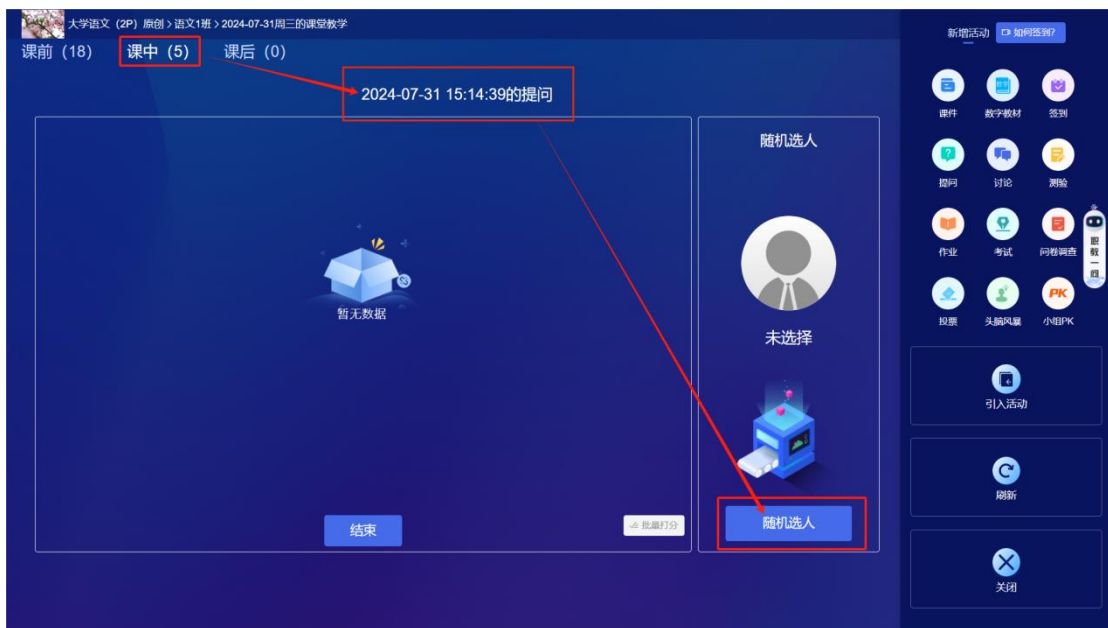 大学语文（2P）原创 > 语文1班 > 2024-07-31周三的课堂教学
课前（18） 课中（5） 课后（0）
2024-07-31 15:14:39的提问
暂无数据
结束
批量打分
随机选人
未选择
随机选人
新增活动 如何签到?
课件 数字教材 签到
提问 讨论 测验
作业 考试 问卷调查
投票 头脑风暴 小组PK
PK
职教一问
引入活动
刷新
关闭